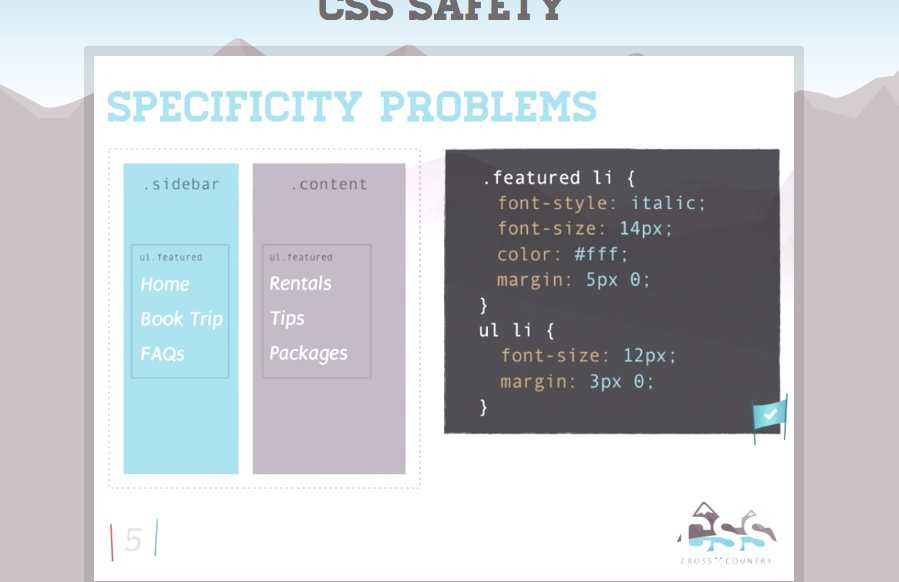 CSS SAFETY
SPECIFICITY PROBLEMS
.sidebar
ul.featured
Home
Book Trip
FAQs
.content
ul.featured
Rentals
Tips
Packages
.featured li {
font-style: italic;
font-size: 14px;
color: #fff;
margin: 5px 0;
}
ul li {
font-size: 12px;
margin: 3px 0;
}
5
CSS
CROSS COUNTRY